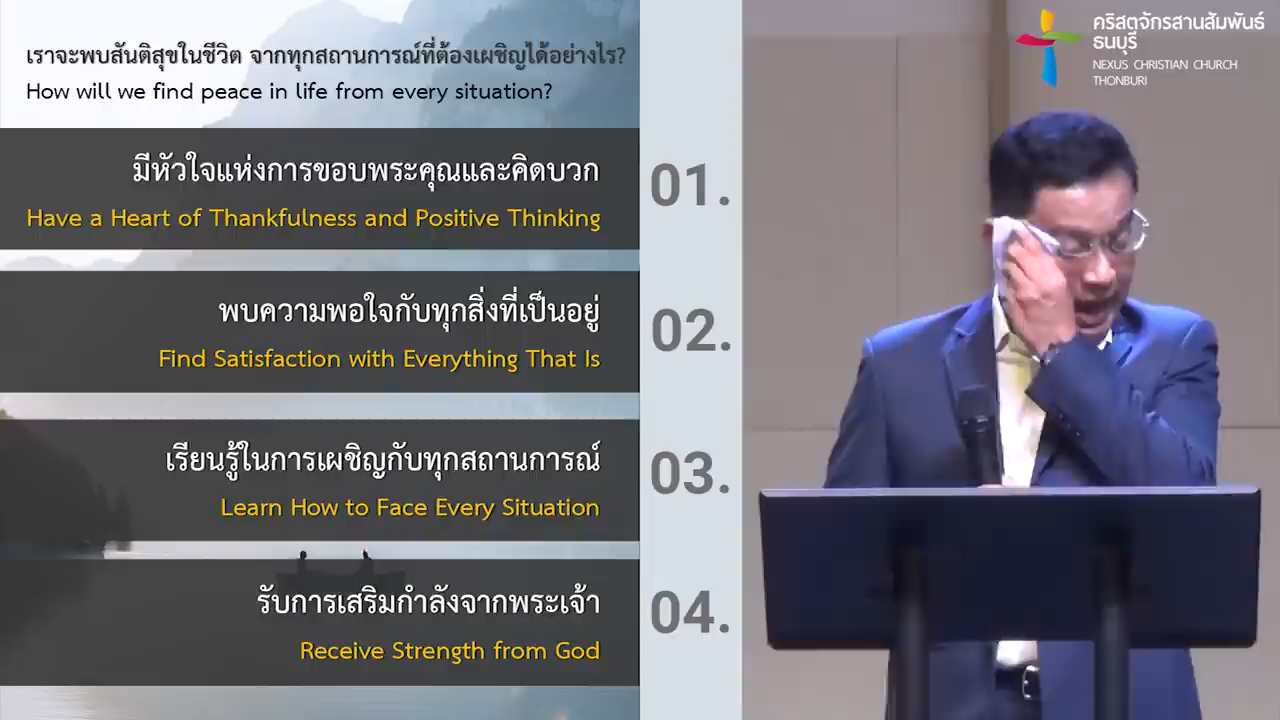 เราจะพบสันติสุขในชีวิต จากทุกสถานการณ์ที่ต้องเผชิญได้อย่างไร?
How will we find peace in life from every situation?
มีหัวใจแห่งการขอบพระคุณและคิดบวก
Have a Heart of Thankfulness and Positive Thinking
01.
พบความพอใจกับทุกสิ่งที่เป็นอยู่
Find Satisfaction with Everything That Is
02.
เรียนรู้ในการเผชิญกับทุกสถานการณ์
Learn How to Face Every Situation
03.
รับการเสริมกำลังจากพระเจ้า
Receive Strength from God
04.
คริสตจักรสานสัมพันธ์
ธนบุรี
NEXUS CHRISTIAN CHURCH
THONBURI